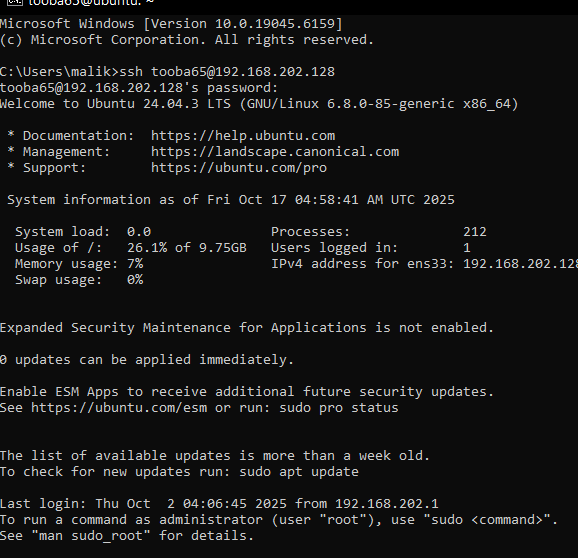 tooba65@ubuntu: ~
Microsoft Windows [Version 10.0.19045.6159]
(c) Microsoft Corporation. All rights reserved.
C:\Users\malik>ssh tooba65@192.168.202.128
tooba65@192.168.202.128's password:
Welcome to Ubuntu 24.04.3 LTS (GNU/Linux 6.8.0-85-generic x86_64)
* Documentation:  https://help.ubuntu.com
* Management:     https://landscape.canonical.com
* Support:        https://ubuntu.com/pro
System information as of Fri Oct 17 04:58:41 AM UTC 2025
System load:  0.0               Processes:              212
Usage of /:   26.1% of 9.75GB   Users logged in:        1
Memory usage: 7%                IPv4 address for ens33: 192.168.202.128
Swap usage:   0%
Expanded Security Maintenance for Applications is not enabled.
0 updates can be applied immediately.
Enable ESM Apps to receive additional future security updates.
See https://ubuntu.com/esm or run: sudo pro status
The list of available updates is more than a week old.
To check for new updates run: sudo apt update
Last login: Thu Oct  2 04:06:45 2025 from 192.168.202.1
To run a command as administrator (user "root"), use "sudo <command>".
See "man sudo_root" for details.